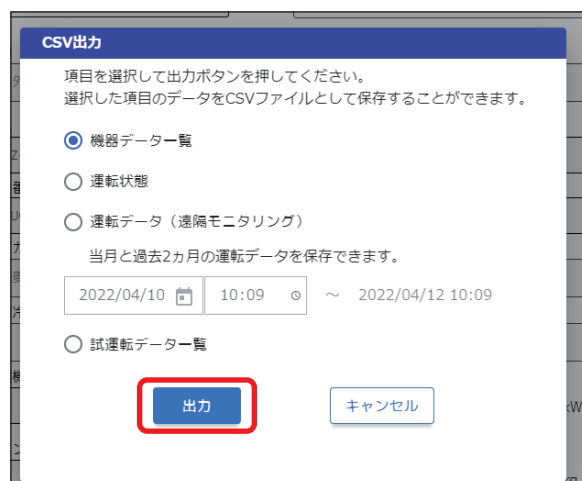 CSV出力
項目を選択して出力ボタンを押してください。
選択した項目のデータをCSVファイルとして保存することができます。
機器データ一覧
運転状態
運転データ（遠隔モニタリング）
当月と過去2ヵ月の運転データを保存できます。
2022/04/10 10:09 ～ 2022/04/12 10:09
試運転データ一覧
出力 キャンセル